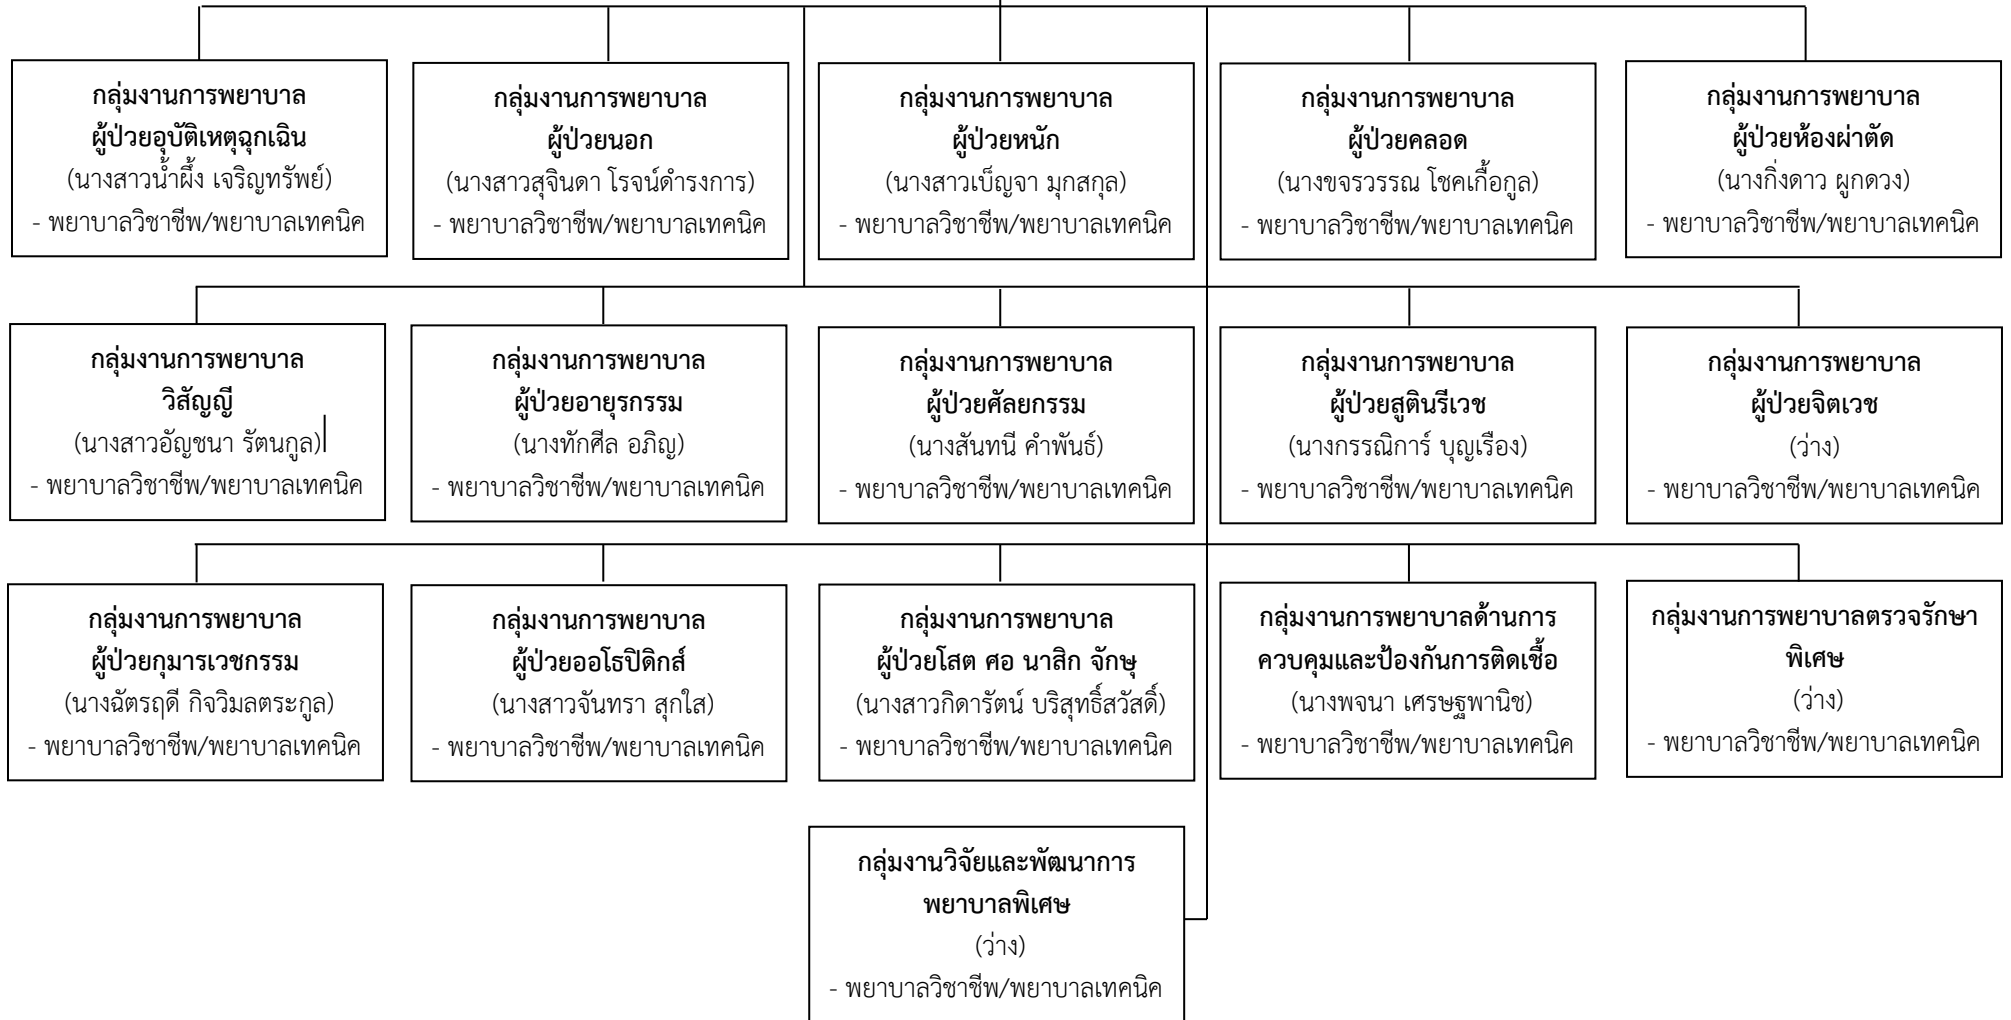 กลุ่มงานการพยาบาล
ผู้ป่วยอุบัติเหตุฉุกเฉิน
(นางสาวน้ำผึ้ง เจริญทรัพย์)
- พยาบาลวิชาชีพ/พยาบาลเทคนิค
กลุ่มงานการพยาบาล
ผู้ป่วยนอก
(นางสาวสุจินดา โรจน์ดำรงการ)
- พยาบาลวิชาชีพ/พยาบาลเทคนิค
กลุ่มงานการพยาบาล
ผู้ป่วยหนัก
(นางสาวเบ็ญจา มุกสกุล)
- พยาบาลวิชาชีพ/พยาบาลเทคนิค
กลุ่มงานการพยาบาล
ผู้ป่วยคลอด
(นางขจรวรรณ โชคเกื้อกูล)
- พยาบาลวิชาชีพ/พยาบาลเทคนิค
กลุ่มงานการพยาบาล
ผู้ป่วยห้องผ่าตัด
(นางกิ่งดาว ผูกดวง)
- พยาบาลวิชาชีพ/พยาบาลเทคนิค
กลุ่มงานการพยาบาล
วิสัญญี
(นางสาวอัญชนา รัตนกูล)
- พยาบาลวิชาชีพ/พยาบาลเทคนิค
กลุ่มงานการพยาบาล
ผู้ป่วยอายุรกรรม
(นางทักศีล อภิญ)
- พยาบาลวิชาชีพ/พยาบาลเทคนิค
กลุ่มงานการพยาบาล
ผู้ป่วยศัลยกรรม
(นางสันทนี คำพันธ์)
- พยาบาลวิชาชีพ/พยาบาลเทคนิค
กลุ่มงานการพยาบาล
ผู้ป่วยสูตินรีเวช
(นางกรรณิการ์ บุญเรือง)
- พยาบาลวิชาชีพ/พยาบาลเทคนิค
กลุ่มงานการพยาบาล
ผู้ป่วยจิตเวช
(ว่าง)
- พยาบาลวิชาชีพ/พยาบาลเทคนิค
กลุ่มงานการพยาบาล
ผู้ป่วยกุมารเวชกรรม
(นางฉัตรฤดี กิจวิมลตระกูล)
- พยาบาลวิชาชีพ/พยาบาลเทคนิค
กลุ่มงานการพยาบาล
ผู้ป่วยออโธปิดิกส์
(นางสาวจันทรา สุกใส)
- พยาบาลวิชาชีพ/พยาบาลเทคนิค
กลุ่มงานการพยาบาล
ผู้ป่วยโสต ศอ นาสิก จักษุ
(นางสาวกิดารัตน์ บริสุทธิ์สวัสดิ์)
- พยาบาลวิชาชีพ/พยาบาลเทคนิค
กลุ่มงานการพยาบาลด้านการ
ควบคุมและป้องกันการติดเชื้อ
(นางพจนา เศรษฐพานิช)
- พยาบาลวิชาชีพ/พยาบาลเทคนิค
กลุ่มงานการพยาบาลตรวจรักษา
พิเศษ
(ว่าง)
- พยาบาลวิชาชีพ/พยาบาลเทคนิค
กลุ่มงานวิจัยและพัฒนาการ
พยาบาลพิเศษ
(ว่าง)
- พยาบาลวิชาชีพ/พยาบาลเทคนิค